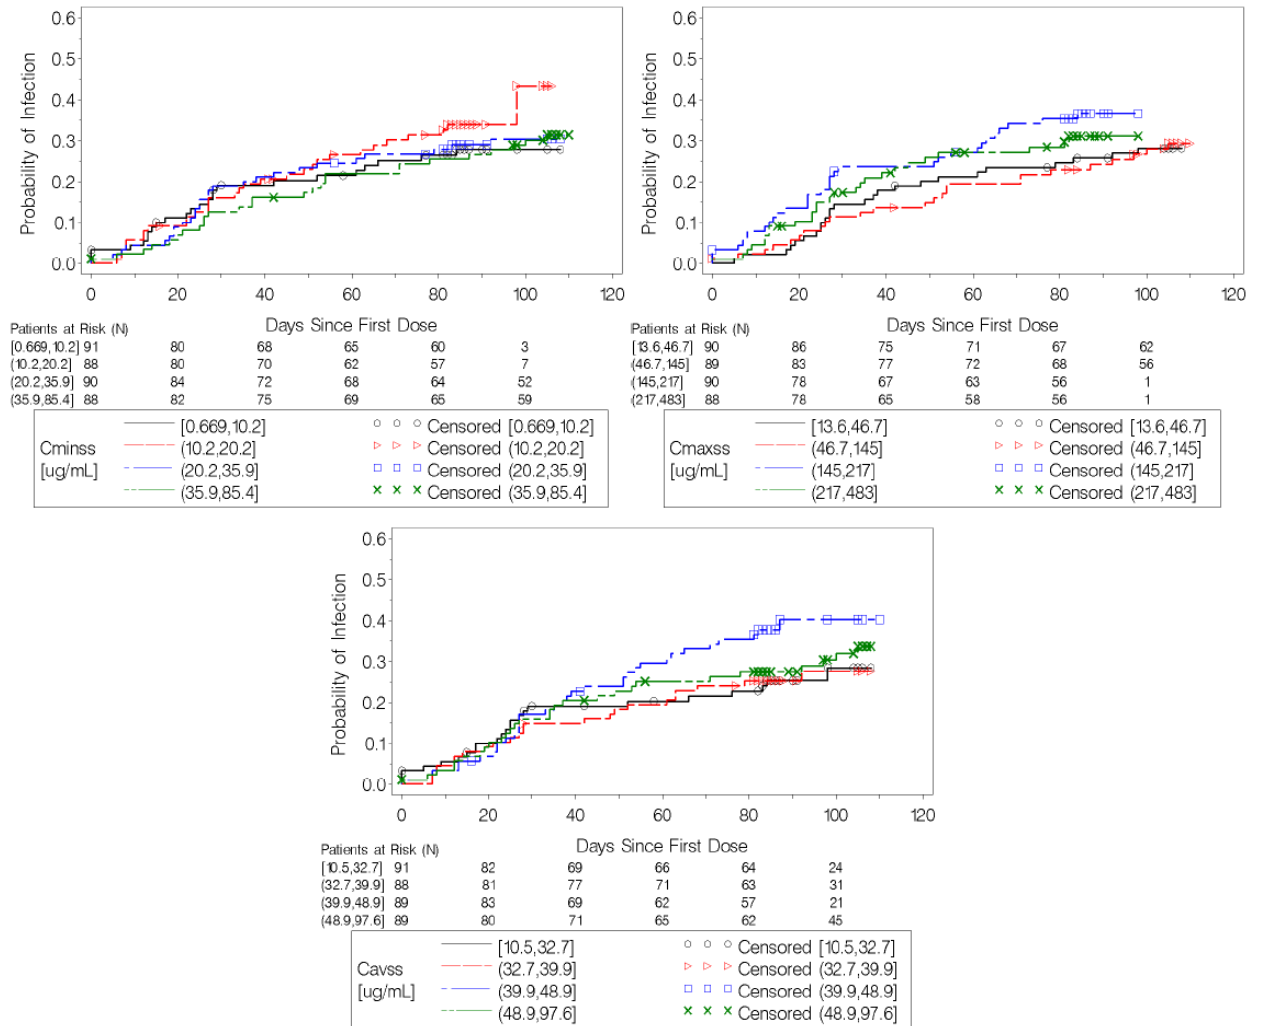 0.6
0.5
0.4
0.3
0.2
0.1
0.0
Probability of Infection
0 20 40 60 80 100 120
Days Since First Dose
Patients at Risk (N)
[0.669,10.2] 91 80 68 65 60 3
(10.2,20.2] 88 80 70 62 57 7
(20.2,35.9] 90 84 72 68 64 52
(35.9,85.4] 88 82 75 69 65 59
Cminss
[ug/mL]
[0.669,10.2] Censored [0.669,10.2]
(10.2,20.2] Censored (10.2,20.2]
(20.2,35.9] Censored (20.2,35.9]
(35.9,85.4] Censored (35.9,85.4]
0.6
0.5
0.4
0.3
0.2
0.1
0.0
Probability of Infection
0 20 40 60 80 100 120
Days Since First Dose
Patients at Risk (N)
[13.6,46.7] 90 86 75 71 67 62
(46.7,145] 89 83 77 72 68 56
(145,217] 90 78 67 63 56 1
(217,483] 88 78 65 58 56 1
Cmaxss
[ug/mL]
[13.6,46.7] Censored [13.6,46.7]
(46.7,145] Censored (46.7,145]
(145,217] Censored (145,217]
(217,483] Censored (217,483]
0.6
0.5
0.4
0.3
0.2
0.1
0.0
Probability of Infection
0 20 40 60 80 100 120
Days Since First Dose
Patients at Risk (N)
[10.5,32.7] 91 82 69 66 64 24
(32.7,39.9] 88 81 77 71 63 31
(39.9,48.9] 89 83 69 62 57 21
(48.9,97.6] 89 80 71 65 62 45
Cavss
[ug/mL]
[10.5,32.7] Censored [10.5,32.7]
(32.7,39.9] Censored (32.7,39.9]
(39.9,48.9] Censored (39.9,48.9]
(48.9,97.6] Censored (48.9,97.6]